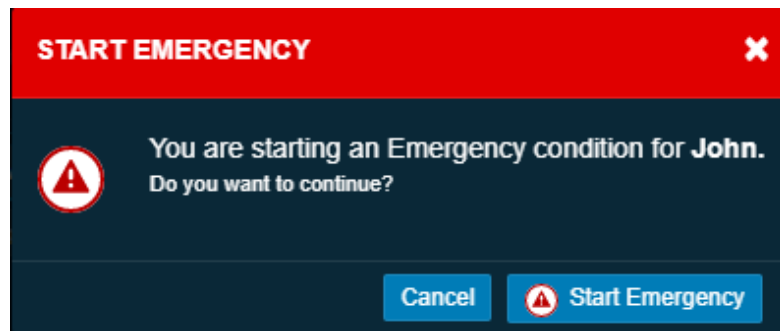 START EMERGENCY
You are starting an Emergency condition for John.
Do you want to continue?
Cancel
Start Emergency